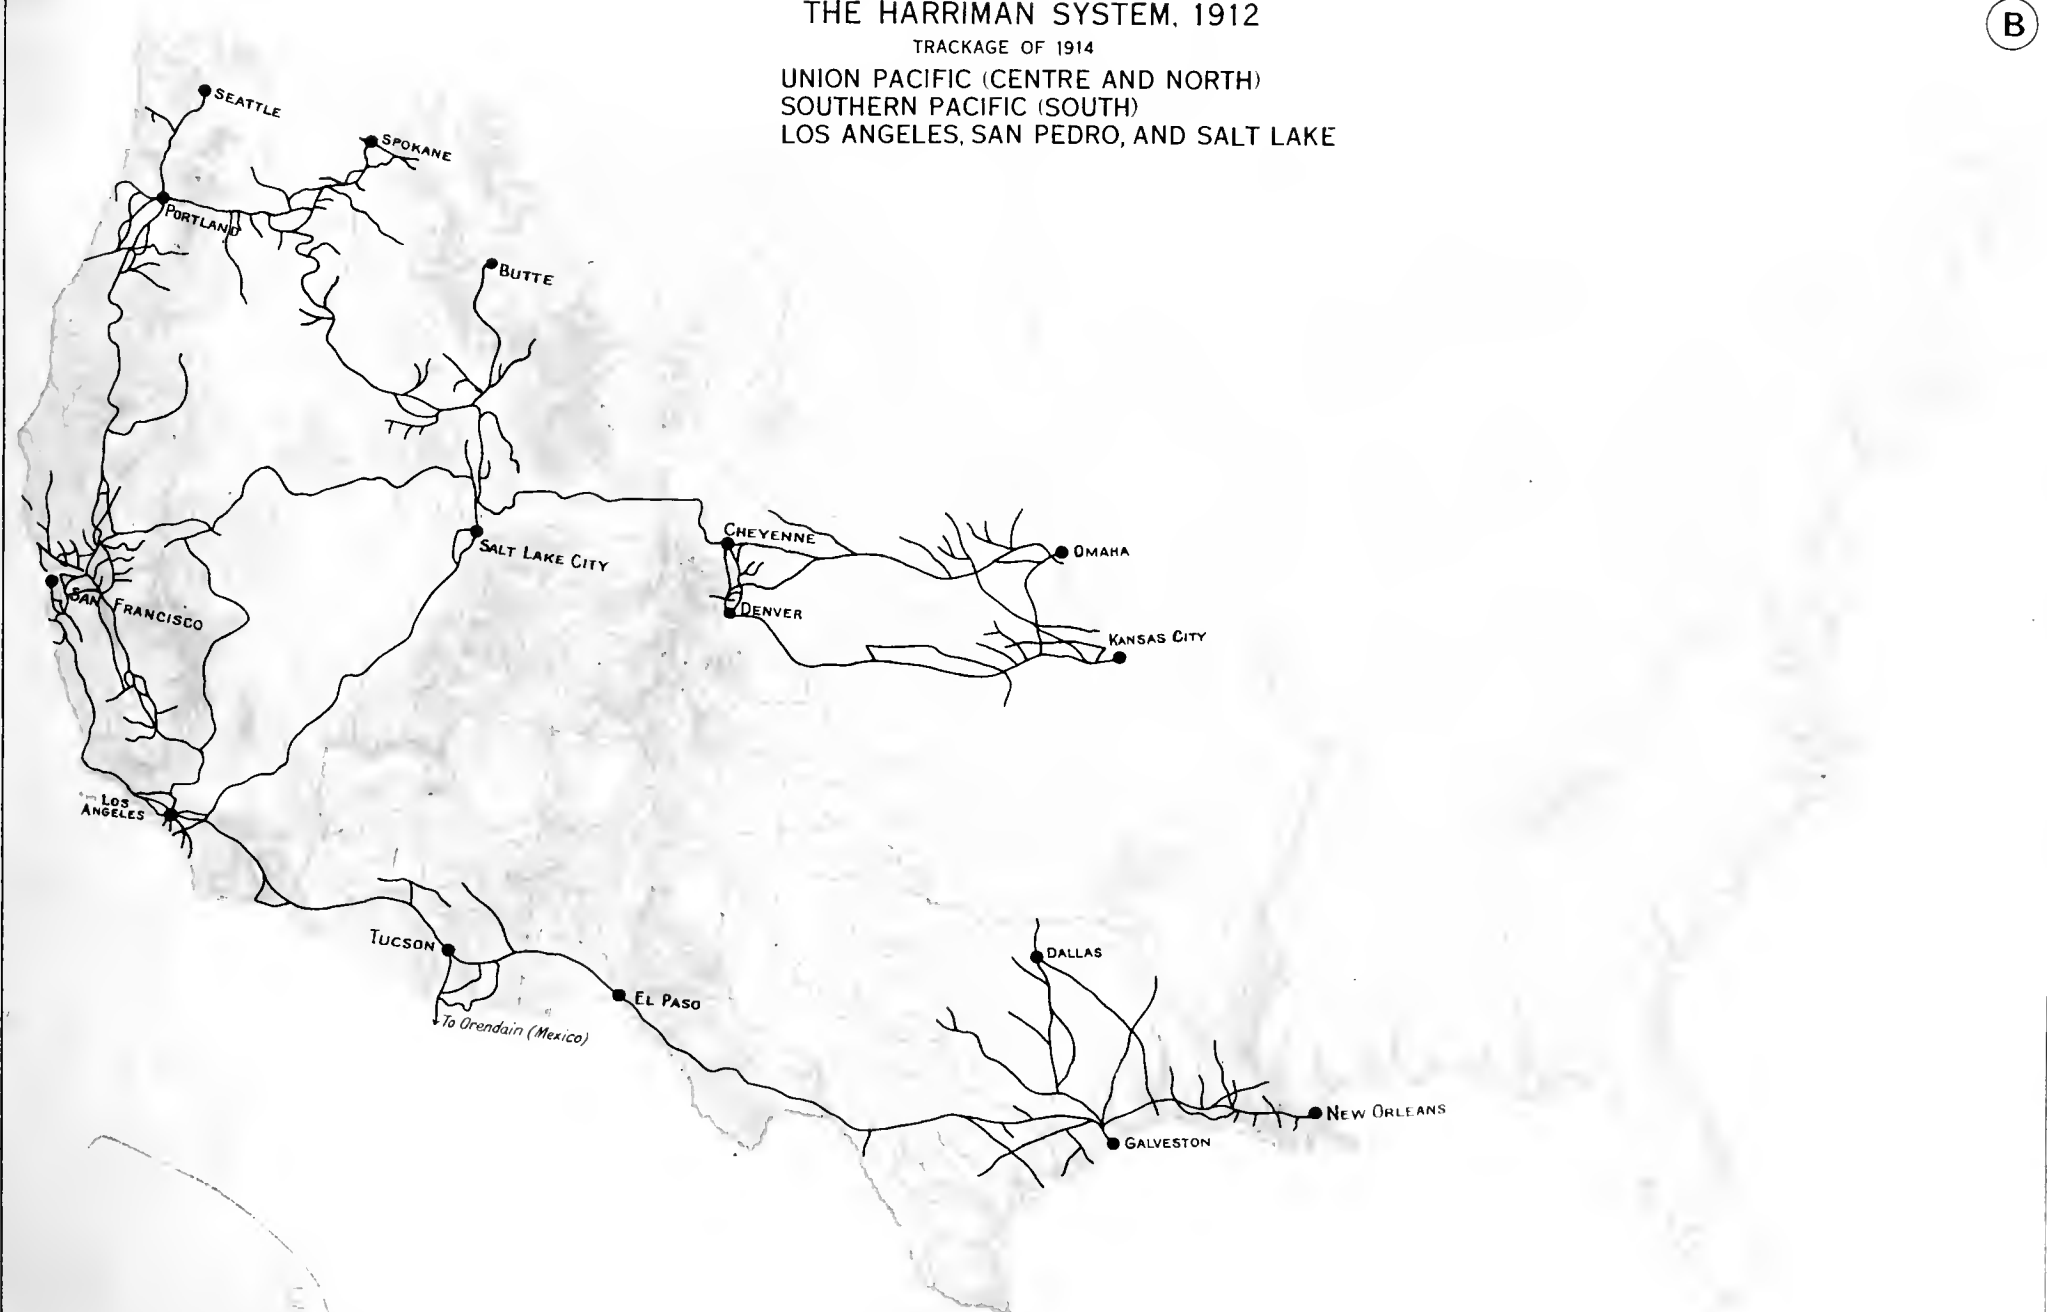 THE HARRIMAN SYSTEM, 1912
B
TRACKAGE OF 1914
UNION PACIFIC (CENTRE AND NORTH)
SOUTHERN PACIFIC (SOUTH)
LOS ANGELES, SAN PEDRO, AND SALT LAKE
SEATTLE
SPOKANE
PORTLAND
BUTTE
CHEYENNE
OMAHA
SALT LAKE CITY
SAN FRANCISCO
DENVER
KANSAS CITY
LOS
ANGELES
TUCSON
DALLAS
EL PASO
To Orendain (Mexico)
NEW ORLEANS
GALVESTON